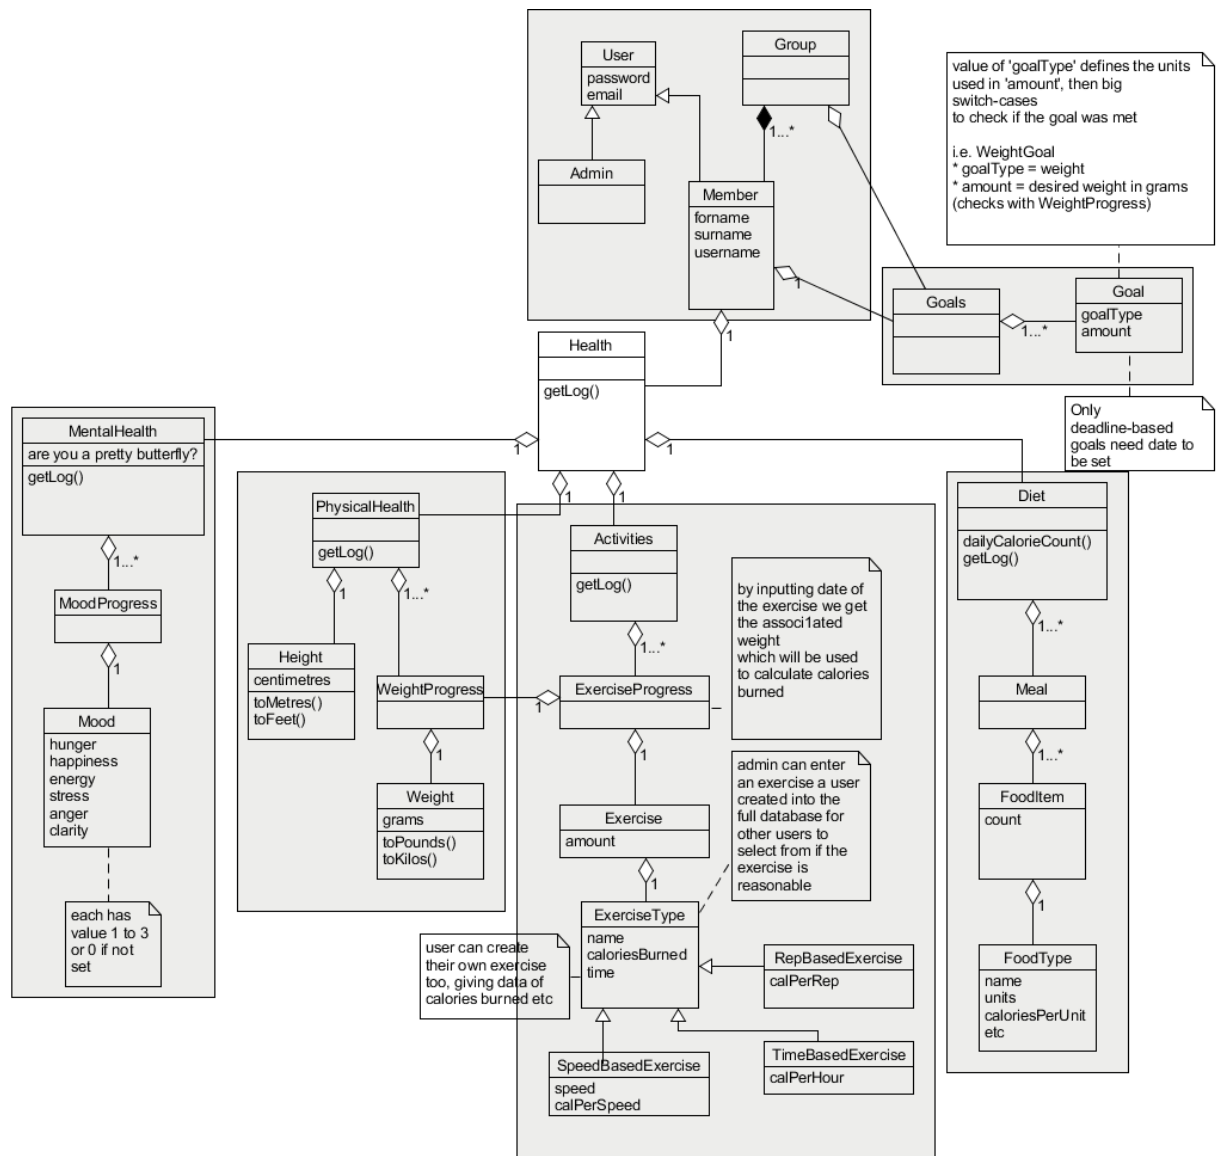 User
password
email
Group
1...*
Admin
Member
forname
surname
username
1
1
value of 'goalType' defines the units
used in 'amount', then big
switch-cases
to check if the goal was met
i.e. WeightGoal
* goalType = weight
* amount = desired weight in grams
(checks with WeightProgress)
Goals
1...*
Goal
goalType
amount
Only
deadline-based
goals need date to
be set
Health
getLog()
1
1
1
1
MentalHealth
are you a pretty butterfly?
getLog()
1...*
MoodProgress
1
Mood
hunger
happiness
energy
stress
anger
clarity
each has
value 1 to 3
or 0 if not
set
PhysicalHealth
getLog()
1
1...*
Height
centimetres
toMetres()
toFeet()
WeightProgress
1
Weight
grams
toPounds()
toKilos()
Activities
getLog()
1...*
by inputting date of
the exercise we get
the associ1ated
weight
which will be used
to calculate calories
burned
1
ExerciseProgress
1
Exercise
amount
1
admin can enter
an exercise a user
created into the
full database for
other users to
select from if the
exercise is
reasonable
ExerciseType
name
caloriesBurned
time
user can create
their own exercise
too, giving data of
calories burned etc
RepBasedExercise
calPerRep
SpeedBasedExercise
speed
calPerSpeed
TimeBasedExercise
calPerHour
Diet
dailyCalorieCount()
getLog()
1...*
Meal
1...*
FoodItem
count
1
FoodType
name
units
caloriesPerUnit
etc